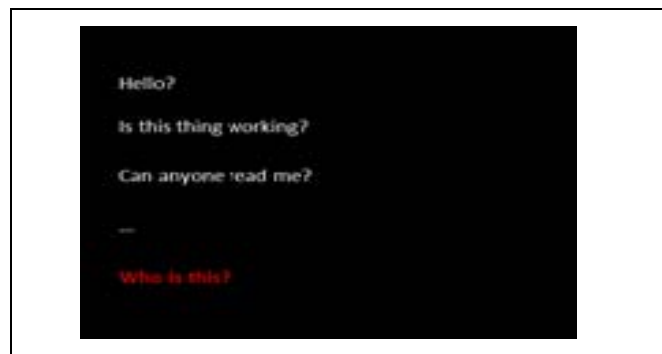 Hello?
Is this thing working?
Can anyone read me?
...
Who is this?